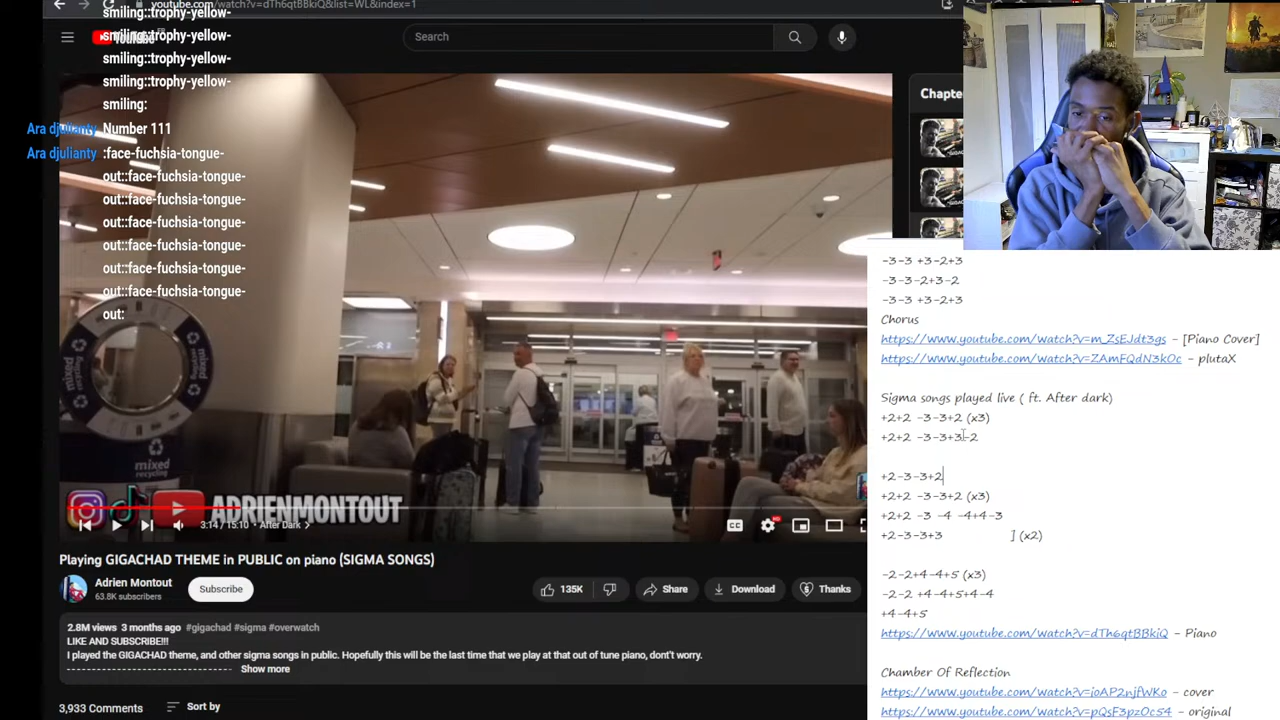 smiling::trophy-yellow-
smiling::trophy-yellow-
smiling::trophy-yellow-
smiling::trophy-yellow-
smiling:
Ara djulianty Number 111
Ara djulianty :face-fuchsia-tongue-
out::face-fuchsia-tongue-
out::face-fuchsia-tongue-
out::face-fuchsia-tongue-
out::face-fuchsia-tongue-
out::face-fuchsia-tongue-
out::face-fuchsia-tongue-
out:
youtube.com/watch?v=dTh6qtBBkiQ&list=WL&index=1
Search
Chapte
mixed
recycling
ADRIENMONTOUT
3:14 / 15:10 • After Dark >
CC
Playing GIGACHAD THEME in PUBLIC on piano (SIGMA SONGS)
Adrien Montout
63.8K subscribers
Subscribe
135K
Share
Download
Thanks
2.8M views 3 months ago #gigachad #sigma #overwatch
LIKE AND SUBSCRIBE!!!
I played the GIGACHAD theme, and other sigma songs in public. Hopefully this will be the last time that we play at that out of tune piano, dont't worry.
Show more
3,933 Comments
Sort by
-3-3 +3-2+3
-3-3-2+3-2
-3-3 +3-2+3
Chorus
https://www.youtube.com/watch?v=m_ZsEJdt3gs - [Piano Cover]
https://www.youtube.com/watch?v=ZAmFQdN3kOc - plutaX
Sigma songs played live ( ft. After dark)
+2+2 -3-3+2 (x3)
+2+2 -3-3+3-2
+2-3-3+2
+2+2 -3-3+2 (x3)
+2+2 -3 -4 -4+4-3
+2-3-3+3 ] (x2)
-2-2+4-4+5 (x3)
-2-2 +4-4+5+4-4
+4-4+5
https://www.youtube.com/watch?v=dTh6qtBBkiQ - Piano
Chamber Of Reflection
https://www.youtube.com/watch?v=ioAP2njfWKo - cover
https://www.youtube.com/watch?v=pQsF3pzOc54 - original